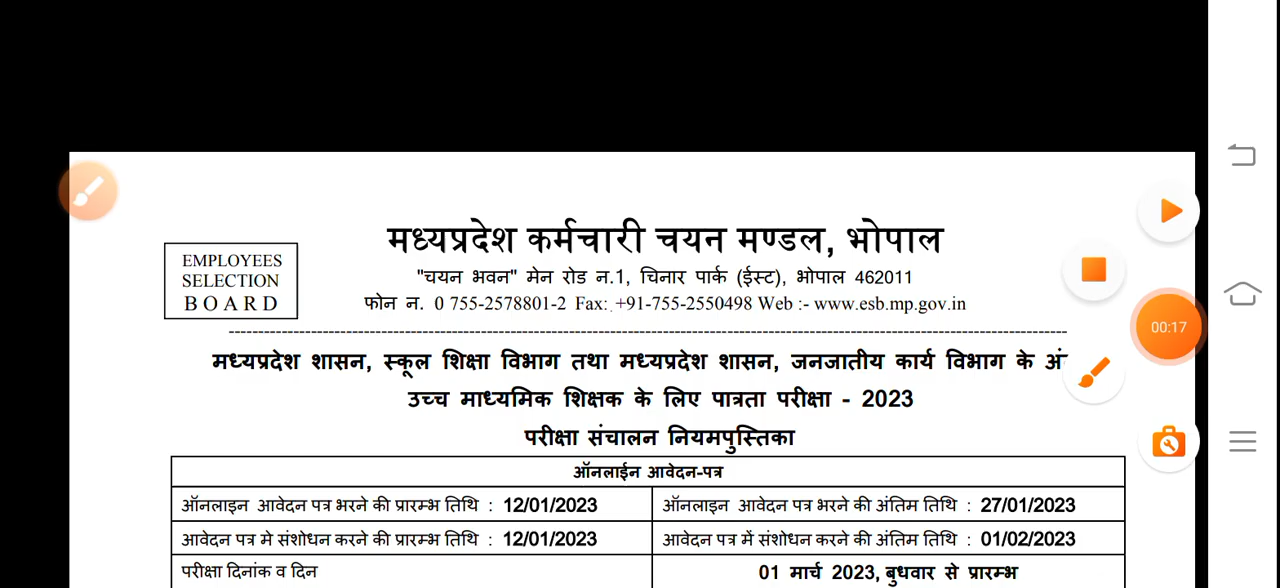 मध्यप्रदेश कर्मचारी चयन मण्डल, भोपाल
EMPLOYEES
SELECTION
BOARD
"चयन भवन" मेन रोड न.1, चिनार पार्क (ईस्ट), भोपाल 462011
फोन न. 0 755-2578801-2 Fax: +91-755-2550498 Web :- www.esb.mp.gov.in
मध्यप्रदेश शासन, स्कूल शिक्षा विभाग तथा मध्यप्रदेश शासन, जनजातीय कार्य विभाग के
उच्च माध्यमिक शिक्षक के लिए पात्रता परीक्षा - 2023
परीक्षा संचालन नियमपुस्तिका
ऑनलाईन आवेदन-पत्र
ऑनलाइन आवेदन पत्र भरने की प्रारम्भ तिथि : 12/01/2023
ऑनलाइन आवेदन पत्र भरने की अंतिम तिथि : 27/01/2023
आवेदन पत्र मे संशोधन करने की प्रारम्भ तिथि : 12/01/2023
आवेदन पत्र में संशोधन करने की अंतिम तिथि : 01/02/2023
परीक्षा दिनांक व दिन
01 मार्च 2023, बुधवार से प्रारम्भ
00:17